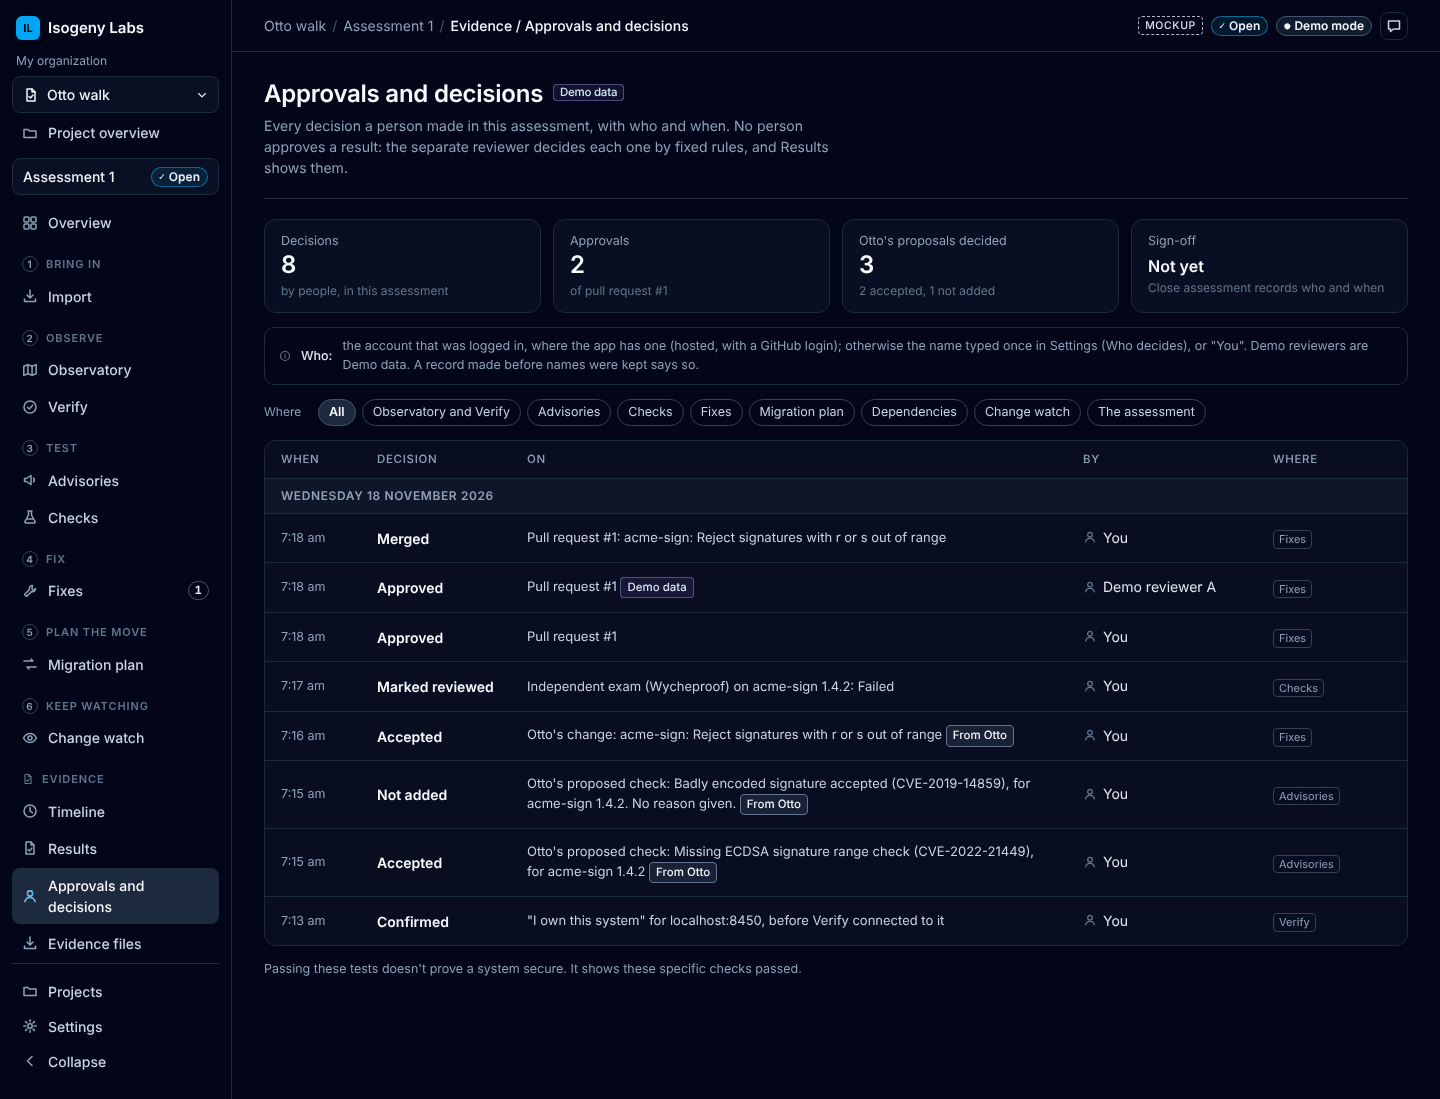 IL Isogeny Labs
My organization
Otto walk
Project overview
Assessment 1 ✓ Open
Overview
1 BRING IN
Import
2 OBSERVE
Observatory
Verify
3 TEST
Advisories
Checks
4 FIX
Fixes 1
5 PLAN THE MOVE
Migration plan
6 KEEP WATCHING
Change watch
EVIDENCE
Timeline
Results
Approvals and
decisions
Evidence files
Projects
Settings
Collapse
Otto walk / Assessment 1 / Evidence / Approvals and decisions
MOCKUP ✓ Open ● Demo mode
Approvals and decisions Demo data
Every decision a person made in this assessment, with who and when. No person
approves a result: the separate reviewer decides each one by fixed rules, and Results
shows them.
Decisions
8
by people, in this assessment
Approvals
2
of pull request #1
Otto's proposals decided
3
2 accepted, 1 not added
Sign-off
Not yet
Close assessment records who and when
Who: the account that was logged in, where the app has one (hosted, with a GitHub login); otherwise the name typed once in Settings (Who decides), or "You". Demo reviewers are
Demo data. A record made before names were kept says so.
Where All Observatory and Verify Advisories Checks Fixes Migration plan Dependencies Change watch The assessment
WHEN DECISION ON BY WHERE
WEDNESDAY 18 NOVEMBER 2026
7:18 am Merged Pull request #1: acme-sign: Reject signatures with r or s out of range You Fixes
7:18 am Approved Pull request #1 Demo data Demo reviewer A Fixes
7:18 am Approved Pull request #1 You Fixes
7:17 am Marked reviewed Independent exam (Wycheproof) on acme-sign 1.4.2: Failed You Checks
7:16 am Accepted Otto's change: acme-sign: Reject signatures with r or s out of range From Otto You Fixes
7:15 am Not added Otto's proposed check: Badly encoded signature accepted (CVE-2019-14859), for
acme-sign 1.4.2. No reason given. From Otto You Advisories
7:15 am Accepted Otto's proposed check: Missing ECDSA signature range check (CVE-2022-21449),
for acme-sign 1.4.2 From Otto You Advisories
7:13 am Confirmed "I own this system" for localhost:8450, before Verify connected to it You Verify
Passing these tests doesn't prove a system secure. It shows these specific checks passed.